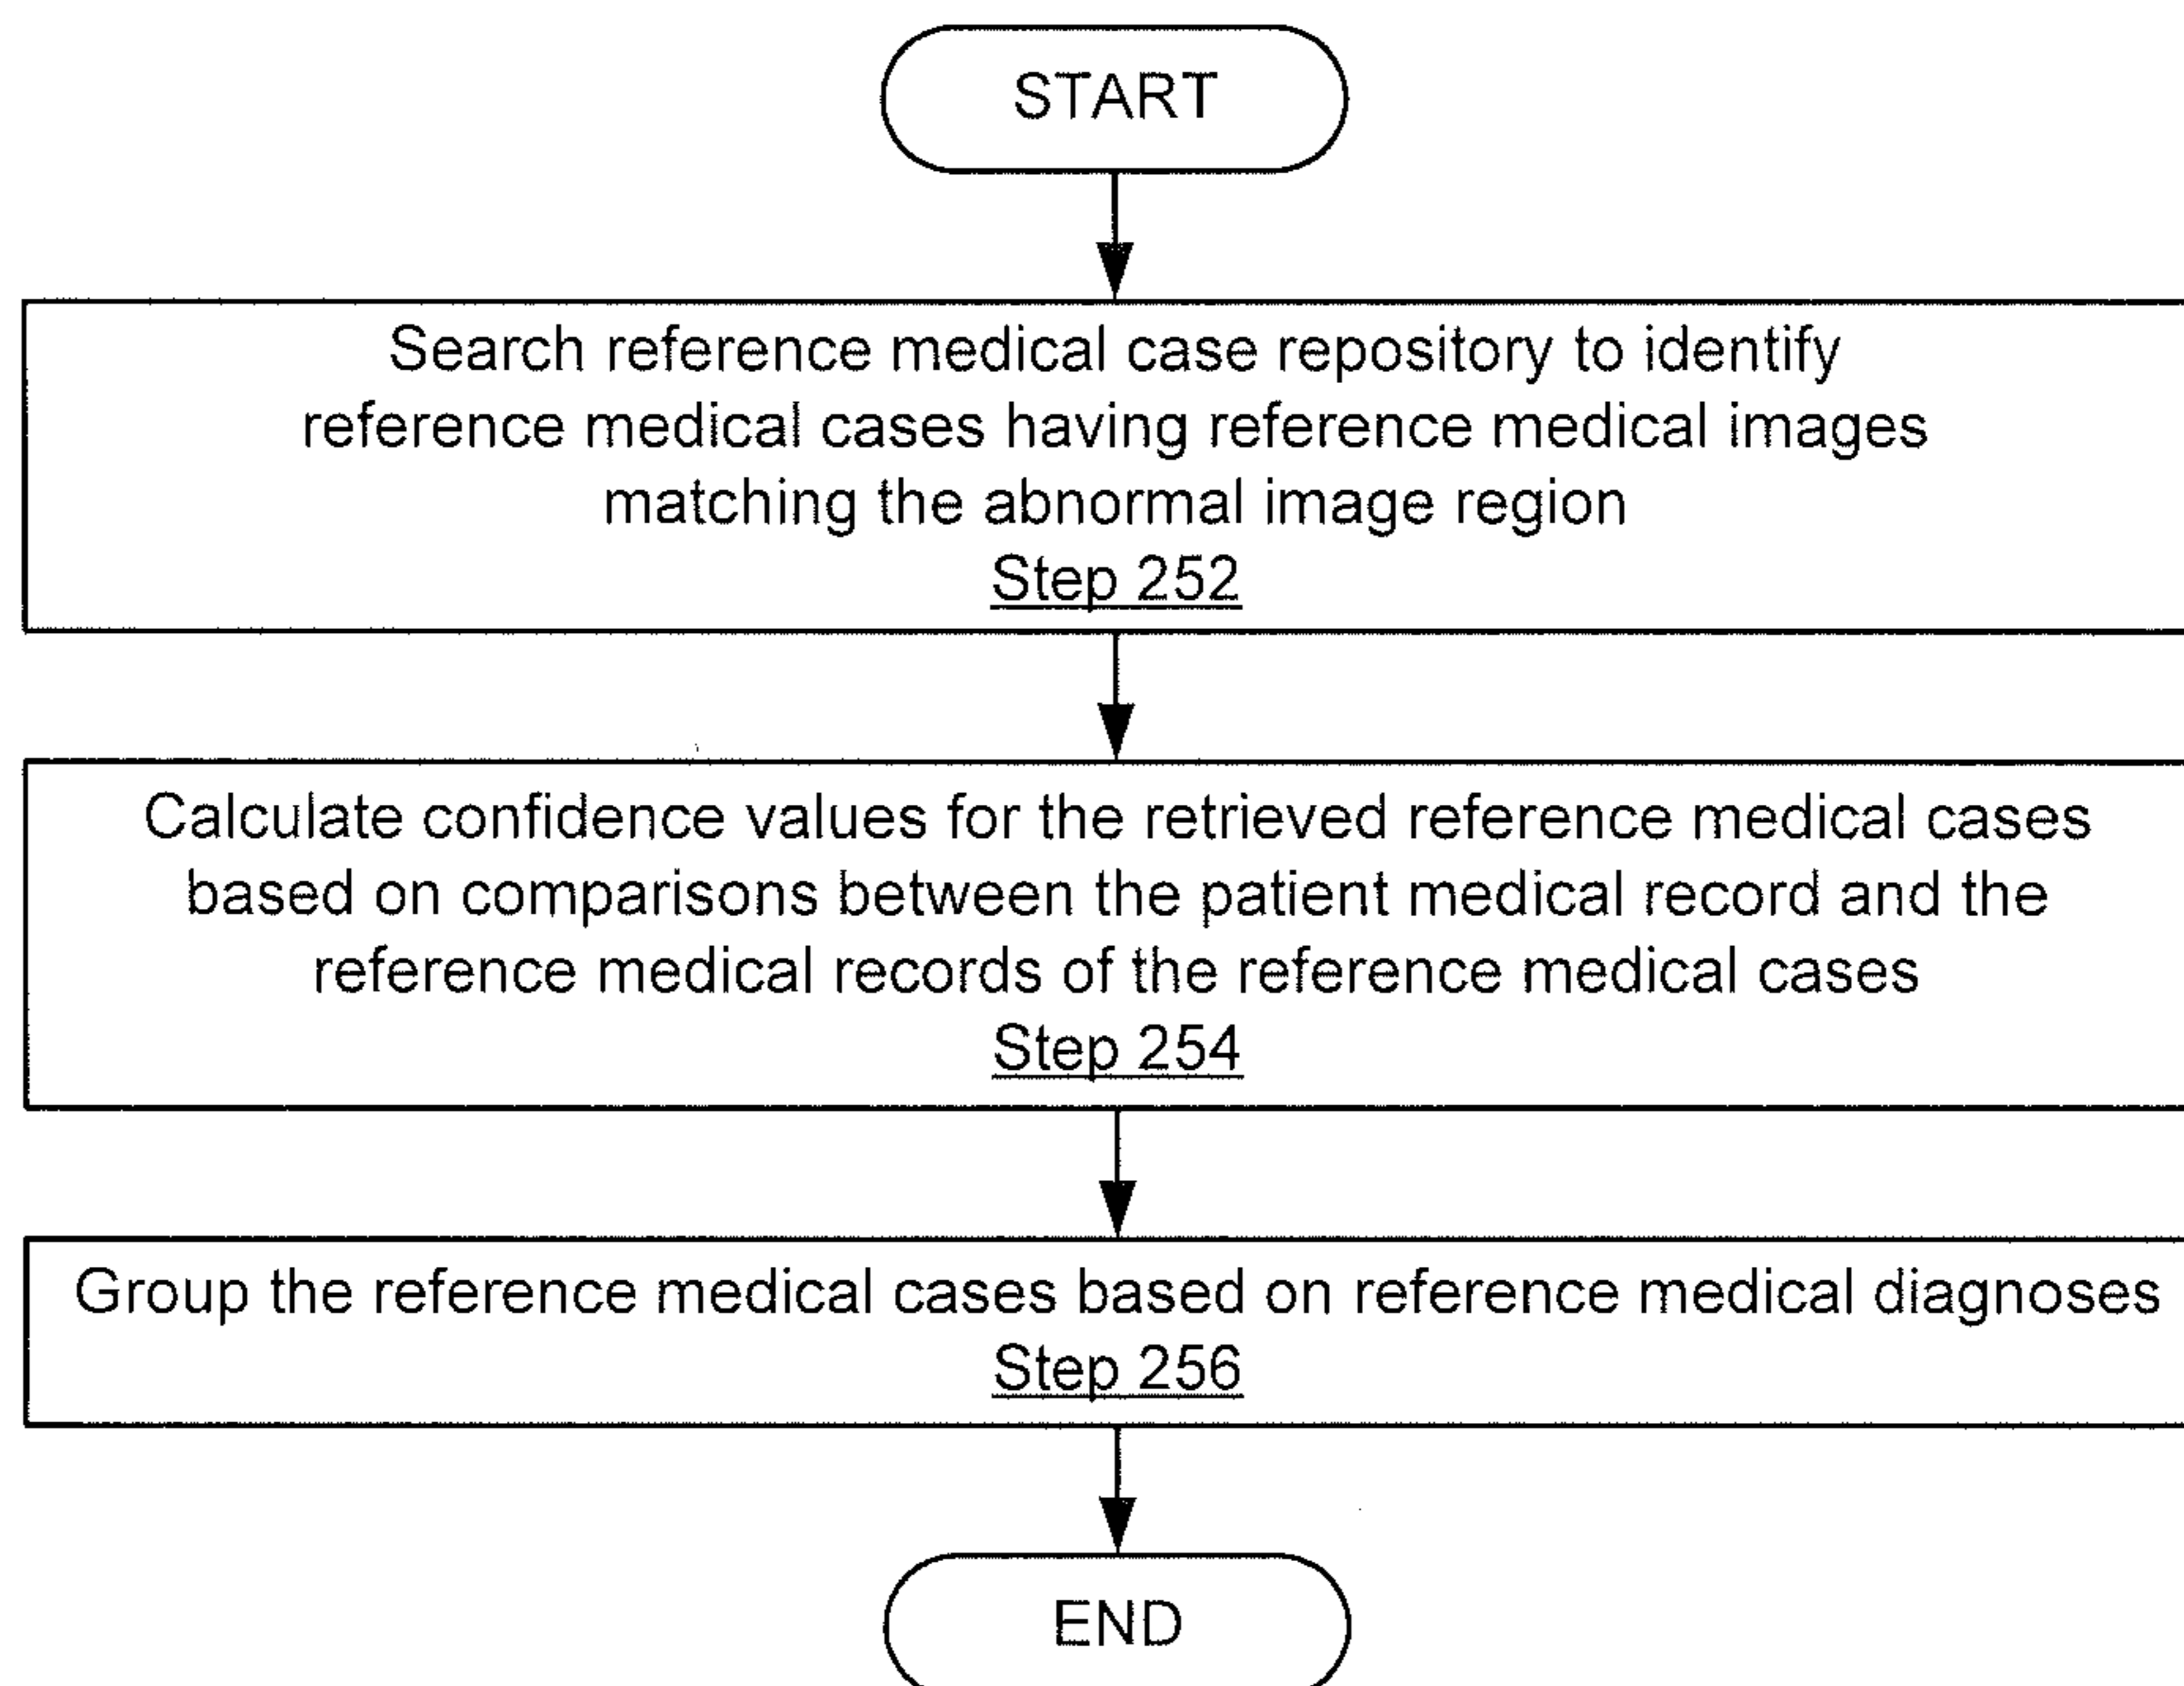 START
Search reference medical case repository to identify
reference medical cases having reference medical images
matching the abnormal image region
Step 252
Calculate confidence values for the retrieved reference medical cases
based on comparisons between the patient medical record and the
reference medical records of the reference medical cases
Step 254
Group the reference medical cases based on reference medical diagnoses
Step 256
END